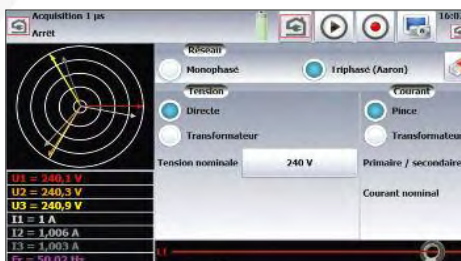 Acquisition 1 µs
Arrêt
Réseau
Monophasé
Triphasé (Aaron)
Tension
Courant
Directe
Pince
Transformateur
Transformateur
Tension nominale
240 V
Primaire / secondaire
Courant nominal
U1 = 240,1 V
U2 = 240,3 V
U3 = 240,9 V
I1 = 1 A
I2 = 1,006 A
I3 = 1,003 A
Fr = 50,02 Hz